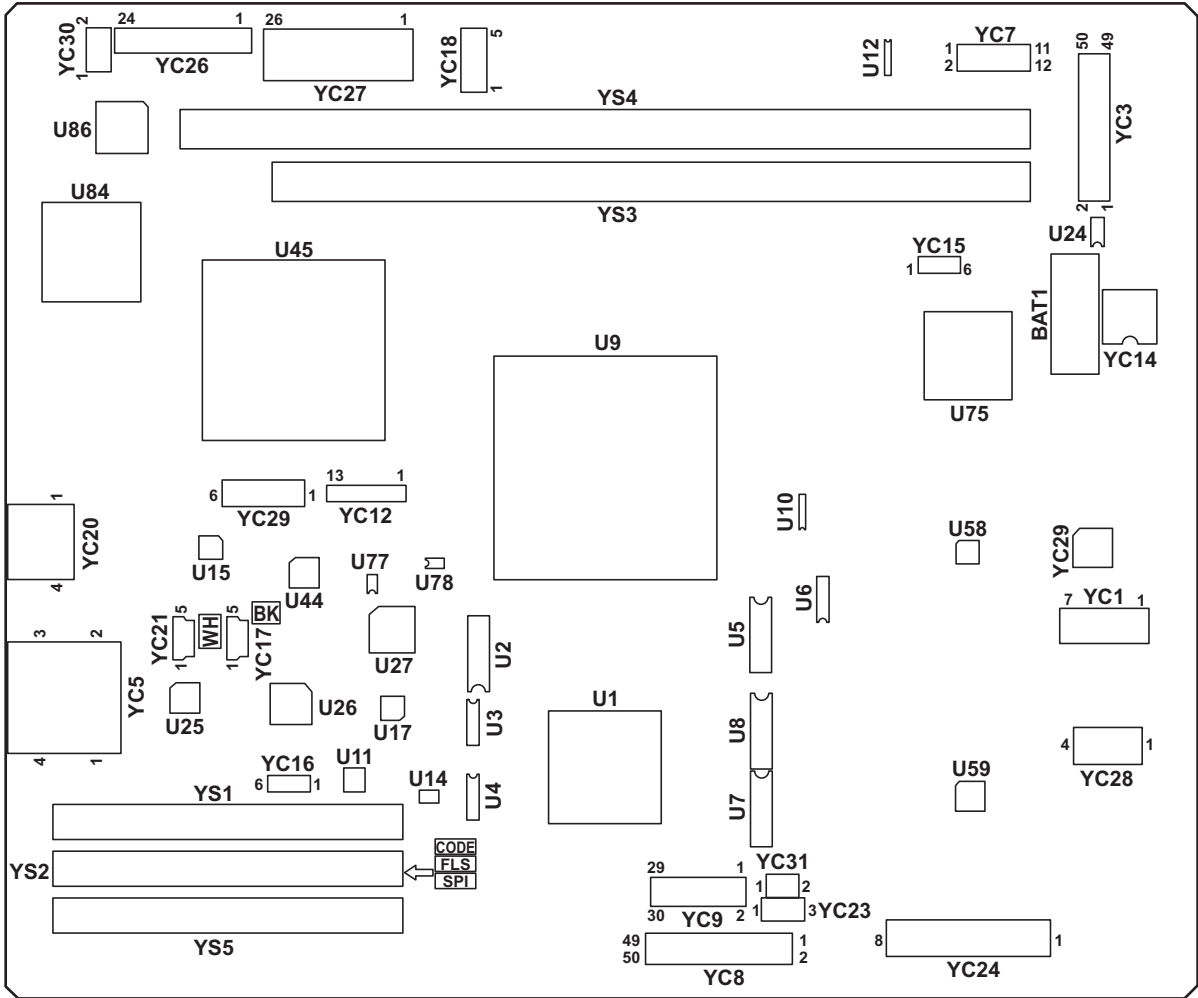 YC30
2
1
24 1
YC26
26 1
YC27
YC18
5
1
U12
YC7
1 11
2 12
50 49
YC3
2 1
YS4
U86
YS3
U84
U24
YC15
1 6
U45
BAT1
YC14
U9
U75
6 1
YC29
13 1
YC12
1
YC20
4
U10
U58
YC29
U15
U44
U77
U78
U6
7 1
YC1
YC21
5
1
WH
5
BK
1
YC17
U27
U2
U5
3 2
YC5
4 1
U25
U26
U17
U3
U1
U8
4 1
YC28
YC16
6 1
U11
U14
U4
U7
U59
YS1
YS2
CODE
FLS
SPI
YC31
1 2
29 1
30 2
YC9
1 3
YC23
YS5
49 1
50 2
YC8
8 1
YC24